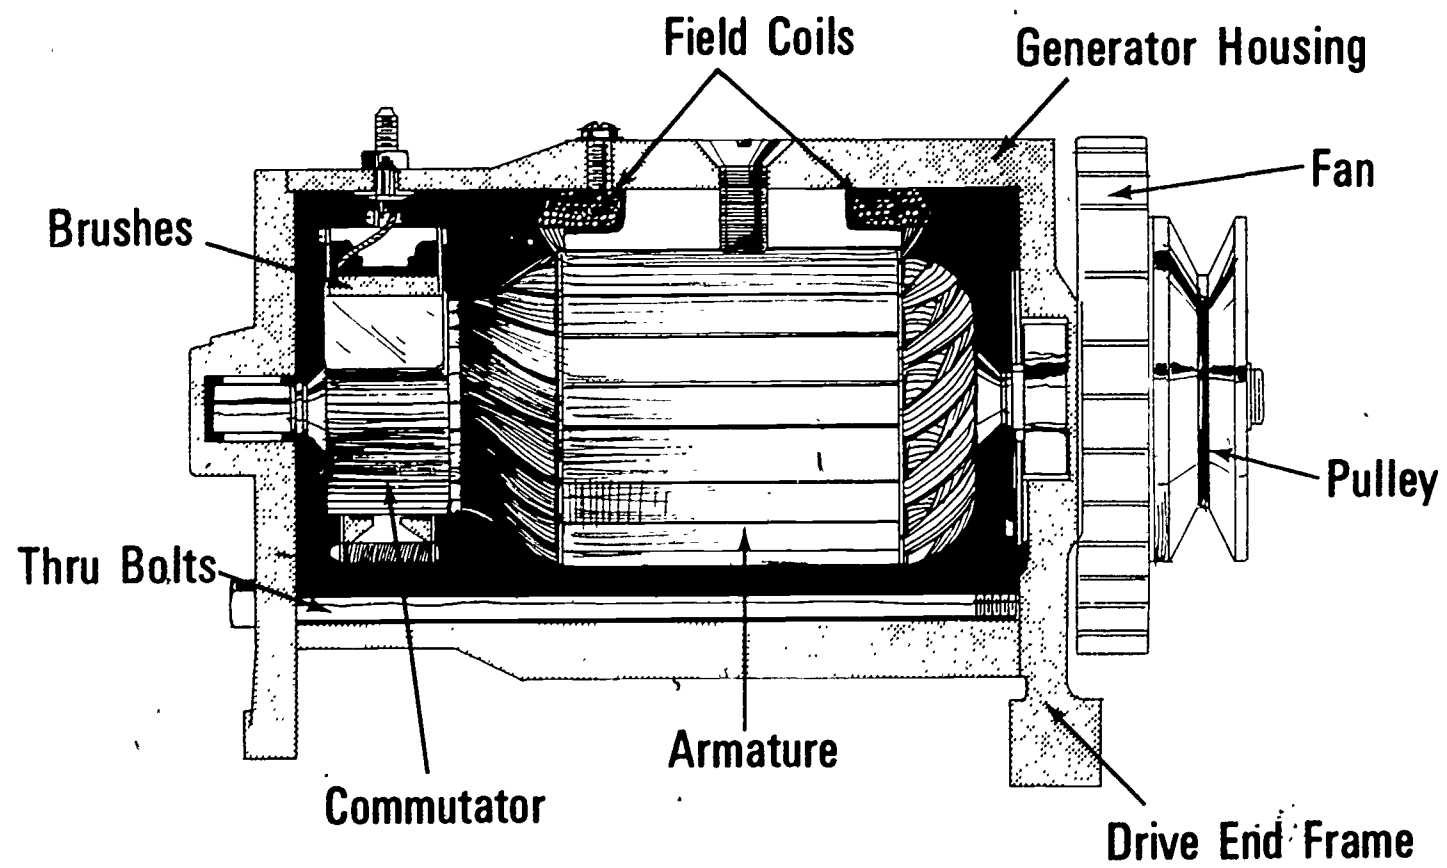 Field Coils
Generator Housing
Fan
Brushes
Pulley
Thru Bolts
Armature
Commutator
Drive End Frame